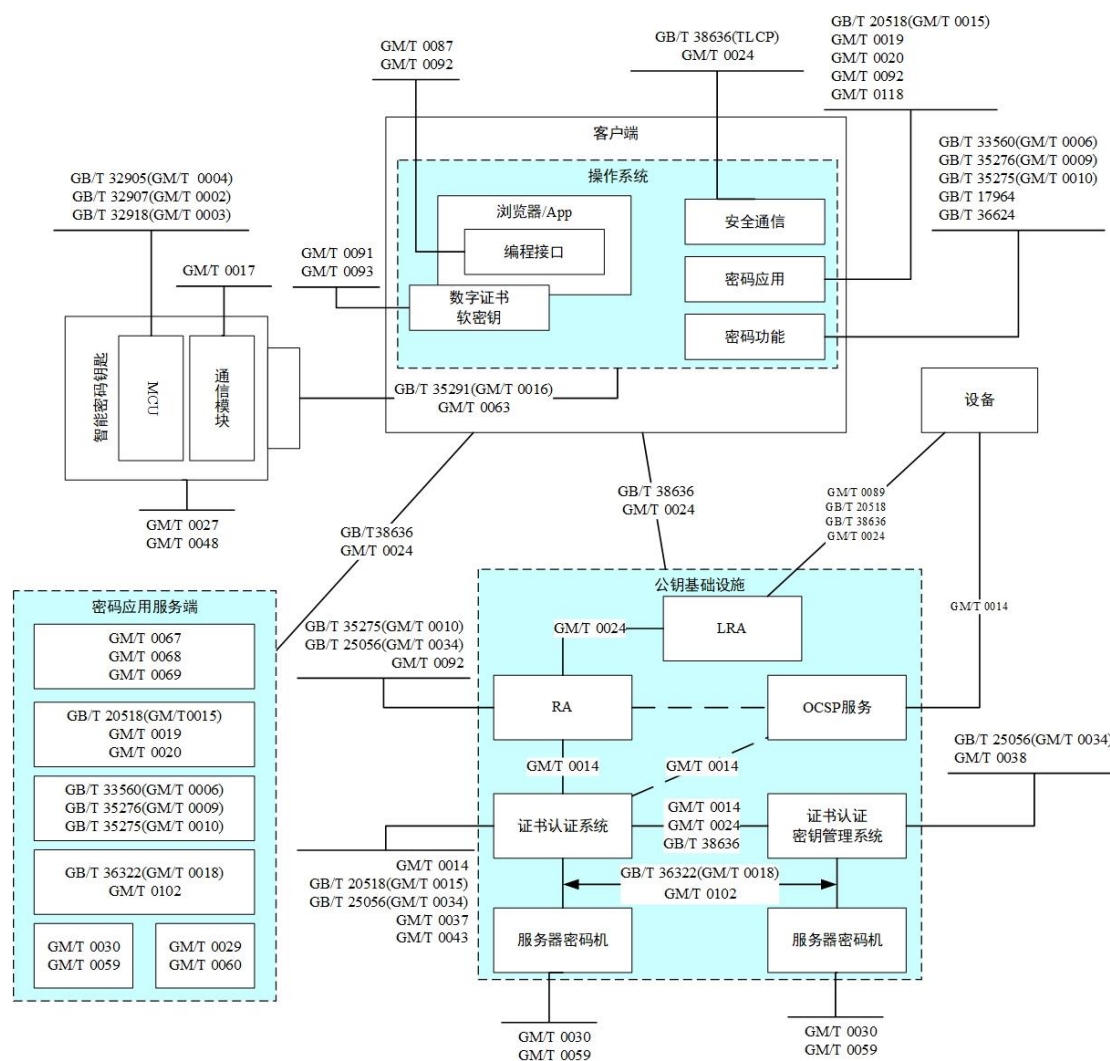 GM/T 0087
GM/T 0092
GB/T 38636(TLCP)
GM/T 0024
GB/T 20518(GM/T 0015)
GM/T 0019
GM/T 0020
GM/T 0092
GM/T 0118
GB/T 33560(GM/T 0006)
GB/T 35276(GM/T 0009)
GB/T 35275(GM/T 0010)
GB/T 17964
GB/T 36624
客户端
操作系统
浏览器/App
编程接口
数字证书
软密钥
安全通信
密码应用
密码功能
GB/T 32905(GM/T 0004)
GB/T 32907(GM/T 0002)
GB/T 32918(GM/T 0003)
GM/T 0017
GM/T 0091
GM/T 0093
智能密码钥匙
MCU
通信模块
GB/T 35291(GM/T 0016)
GM/T 0063
GM/T 0027
GM/T 0048
设备
GB/T38636
GM/T 0024
GB/T 38636
GM/T 0024
GM/T 0089
GB/T 20518
GB/T 38636
GM/T 0024
GM/T 0014
密码应用服务端
GM/T 0067
GM/T 0068
GM/T 0069
GB/T 20518(GM/T0015)
GM/T 0019
GM/T 0020
GB/T 33560(GM/T 0006)
GB/T 35276(GM/T 0009)
GB/T 35275(GM/T 0010)
GB/T 36322(GM/T 0018)
GM/T 0102
GM/T 0030
GM/T 0059
GM/T 0029
GM/T 0060
公钥基础设施
LRA
GM/T 0024
GB/T 35275(GM/T 0010)
GB/T 25056(GM/T 0034)
GM/T 0092
RA
OCSP服务
GM/T 0014
GM/T 0014
GB/T 25056(GM/T 0034)
GM/T 0038
证书认证系统
GM/T 0014
GM/T 0024
GB/T 38636
证书认证
密钥管理系统
GM/T 0014
GB/T 20518(GM/T 0015)
GB/T 25056(GM/T 0034)
GM/T 0037
GM/T 0043
GB/T 36322(GM/T 0018)
GM/T 0102
服务器密码机
服务器密码机
GM/T 0030
GM/T 0059
GM/T 0030
GM/T 0059